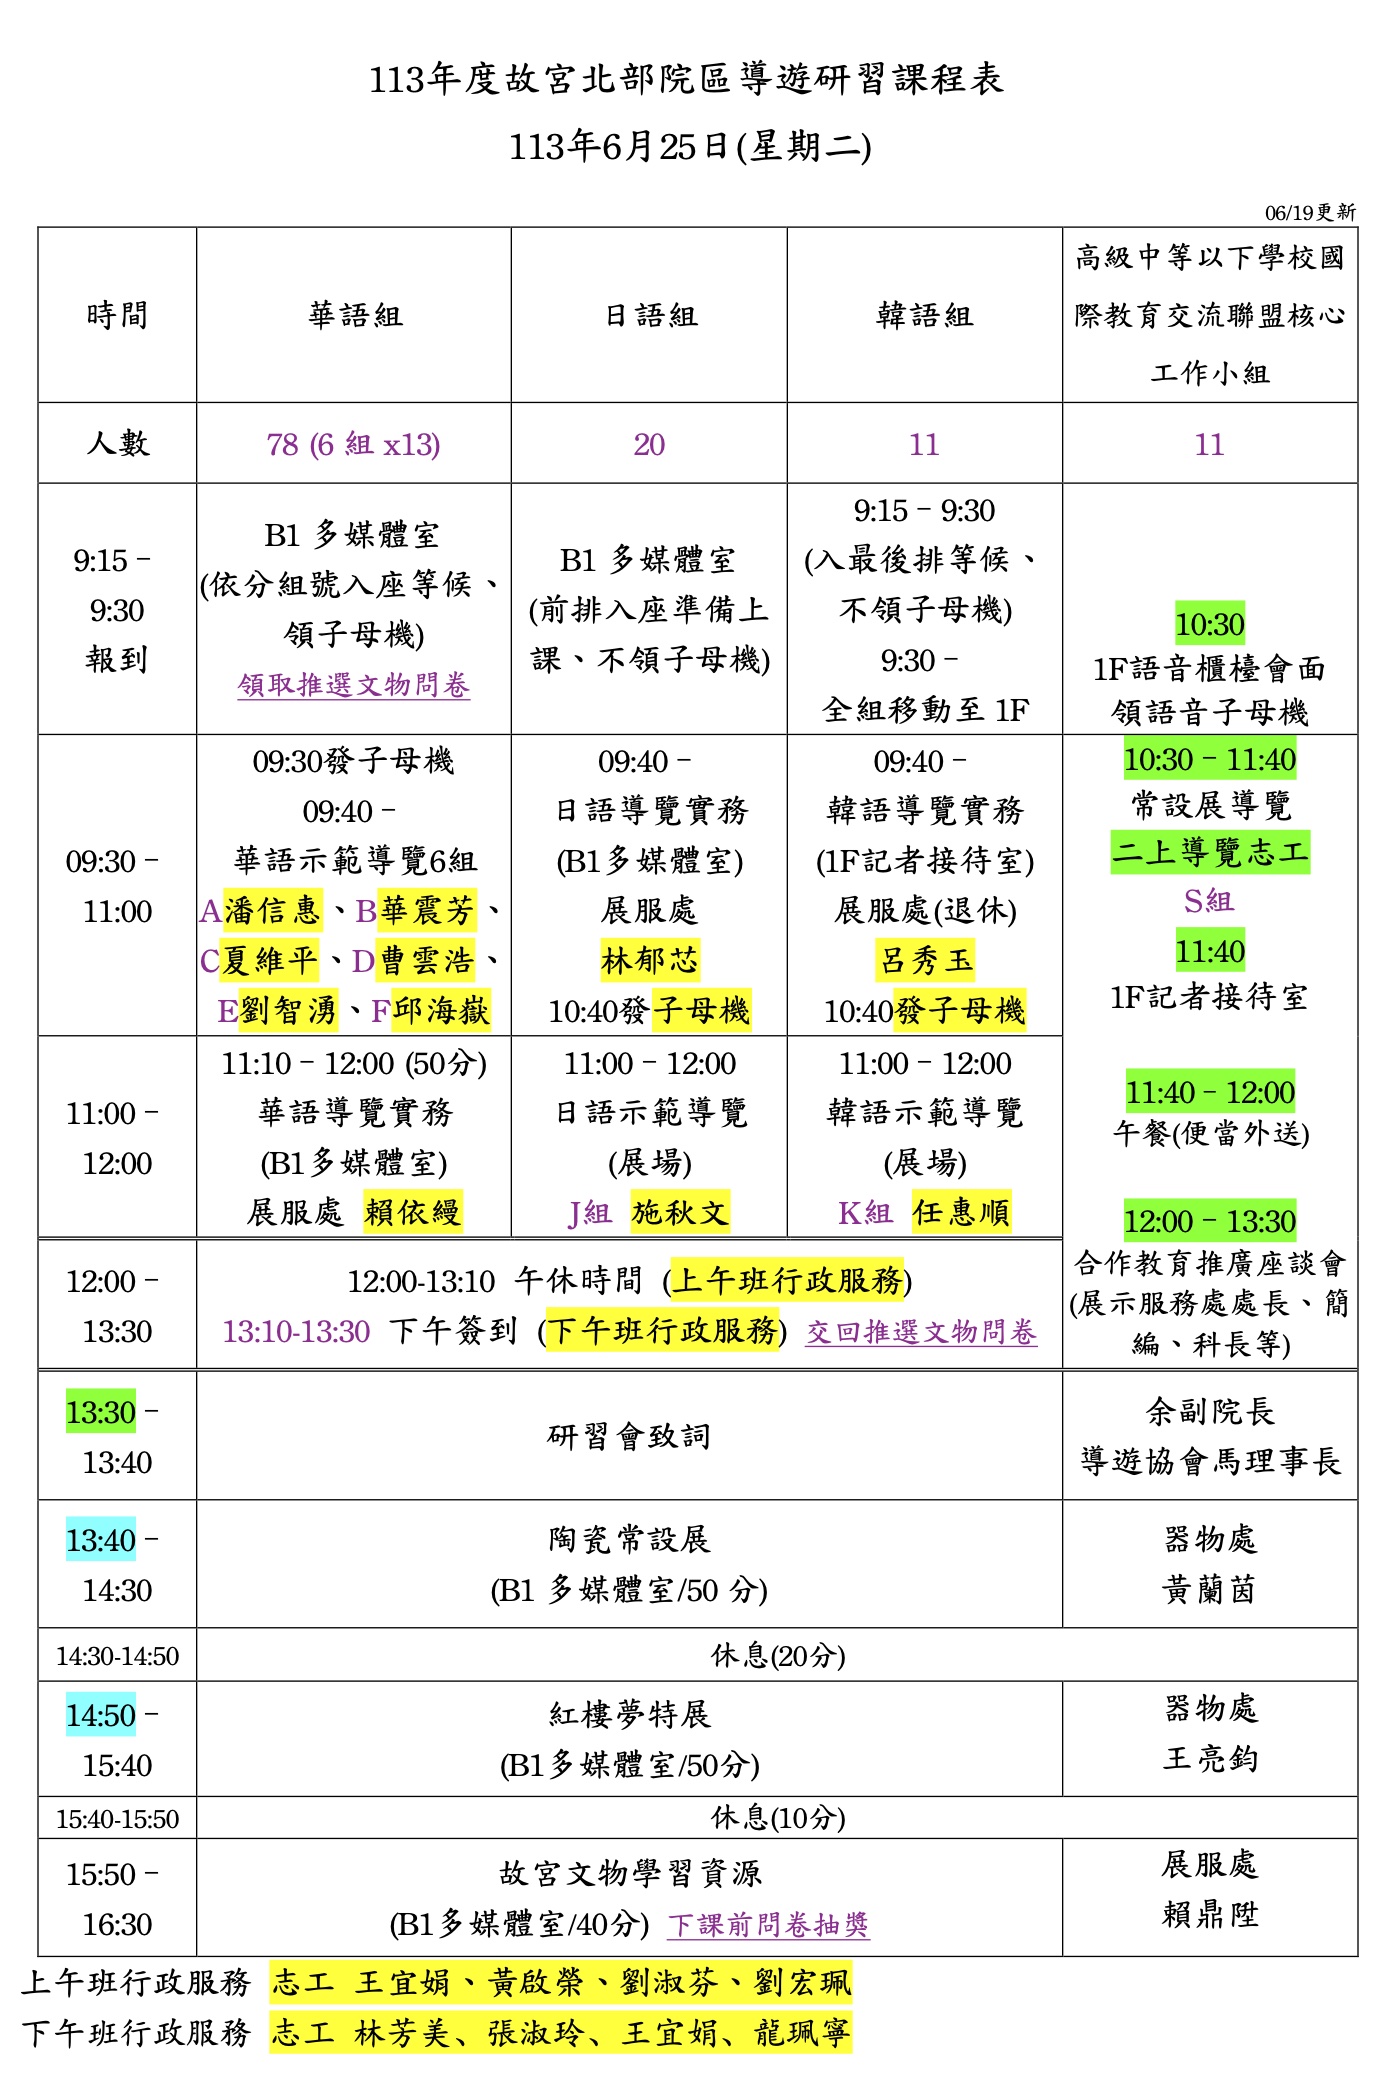 113年度故宮北部院區導遊研習課程表
113年6月25日(星期二)
06/19更新
時間
華語組
日語組
韓語組
高級中等以下學校國
際教育交流聯盟核心
工作小組
人數
78 (6 組 x13)
20
11
11
9:15 –
9:30
報到
B1 多媒體室
(依分組號入座等候、
領子母機)
領取推選文物問卷
B1 多媒體室
(前排入座準備上
課、不領子母機)
9:15 – 9:30
(入最後排等候、
不領子母機)
9:30 –
全組移動至 1F
10:30
1F語音櫃檯會面
領語音子母機
09:30 –
11:00
09:30發子母機
09:40 –
華語示範導覽6組
A潘信惠、B華震芳、
C夏維平、D曹雲浩、
E劉智湧、F邱海嶽
09:40 –
日語導覽實務
(B1多媒體室)
展服處
林郁芯
10:40發子母機
09:40 –
韓語導覽實務
(1F記者接待室)
展服處(退休)
呂秀玉
10:40發子母機
10:30 – 11:40
常設展導覽
二上導覽志工
S組
11:40
1F記者接待室
11:00 –
12:00
11:10 – 12:00 (50分)
華語導覽實務
(B1多媒體室)
展服處 賴依縵
11:00 – 12:00
日語示範導覽
(展場)
J組 施秋文
11:00 – 12:00
韓語示範導覽
(展場)
K組 任惠順
11:40 – 12:00
午餐(便當外送)
12:00 – 13:30
合作教育推廣座談會
(展示服務處處長、簡
編、科長等)
12:00 –
13:30
12:00-13:10 午休時間 (上午班行政服務)
13:10-13:30 下午簽到 (下午班行政服務) 交回推選文物問卷
13:30 –
13:40
研習會致詞
余副院長
導遊協會馬理事長
13:40 –
14:30
陶瓷常設展
(B1 多媒體室/50 分)
器物處
黃蘭茵
14:30-14:50
休息(20分)
14:50 –
15:40
紅樓夢特展
(B1多媒體室/50分)
器物處
王亮鈞
15:40-15:50
休息(10分)
15:50 –
16:30
故宮文物學習資源
(B1多媒體室/40分) 下課前問卷抽獎
展服處
賴鼎陞
上午班行政服務 志工 王宜娟、黃啟榮、劉淑芬、劉宏珮
下午班行政服務 志工 林芳美、張淑玲、王宜娟、龍珮寧